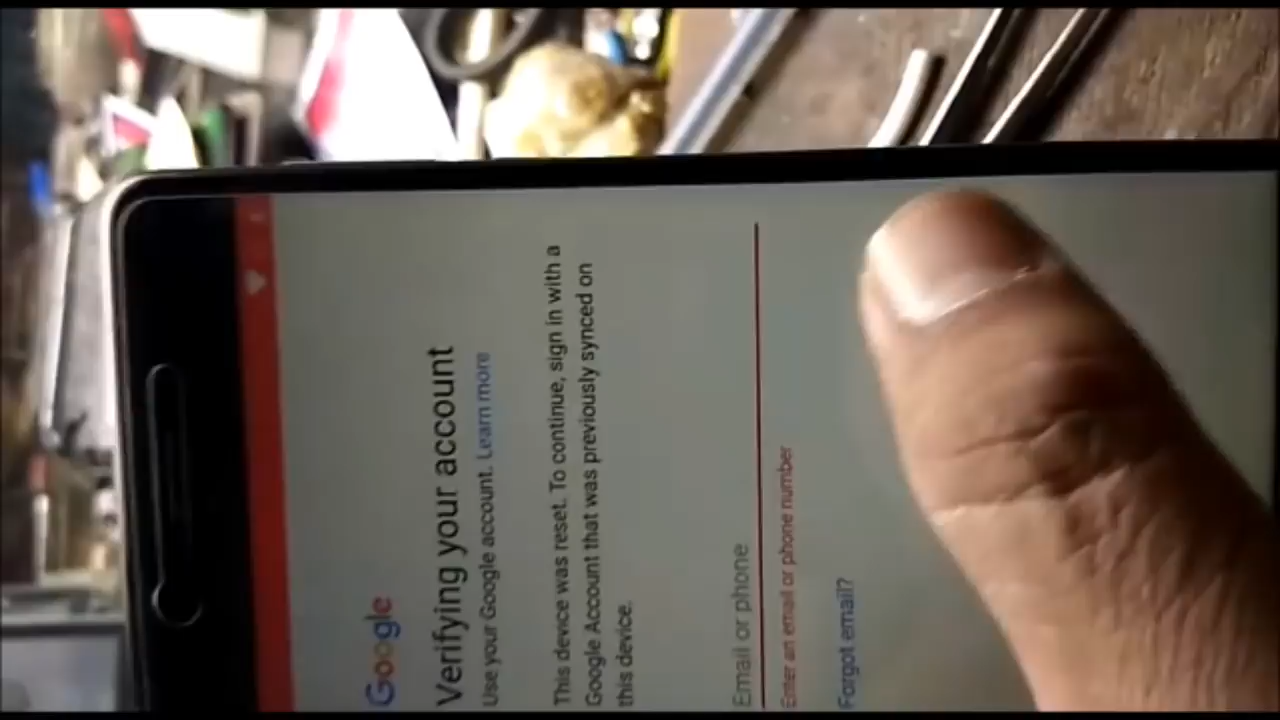 Google
Verifying your account
Use your Google account. Learn more
This device was reset. To continue, sign in with a
Google Account that was previously synced on
this device.
Email or phone
Enter an email or phone number
Forgot email?